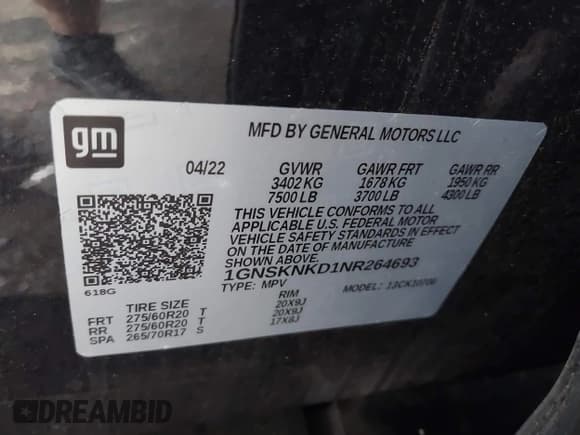 gm
MFD BY GENERAL MOTORS LLC
04/22 GVWR GAWR FRT GAWR RR
3402 KG 1678 KG 1950 KG
7500 LB 3700 LB 4300 LB
THIS VEHICLE CONFORMS TO ALL
APPLICABLE U.S. FEDERAL MOTOR
VEHICLE SAFETY STANDARDS IN EFFECT
ON THE DATE OF MANUFACTURE
SHOWN ABOVE.
1GNSKNKD1NR264693
618G TYPE: MPV MODEL: 13CK10706
TIRE SIZE RIM
FRT 275/60R20 T 20X9J
RR 275/60R20 T 20X9J
SPA 265/70R17 S 17X8J
DREAMBID